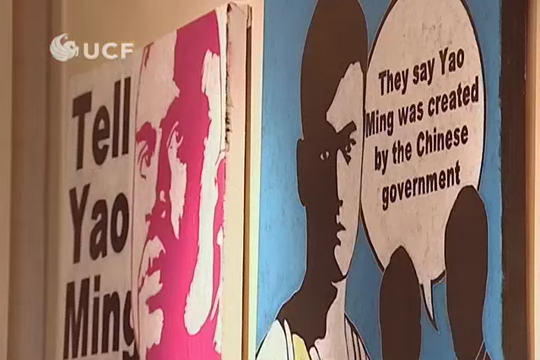 UCF
Tell
Yao
Ming
They say Yao
Ming was created
by the Chinese
government